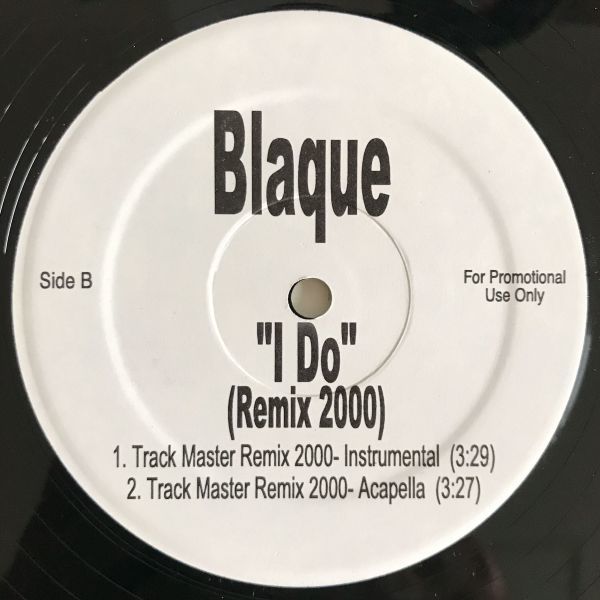 Blaque
Side B
For Promotional
Use Only
"I Do"
(Remix 2000)
1. Track Master Remix 2000- Instrumental (3:29)
2. Track Master Remix 2000- Acapella (3:27)